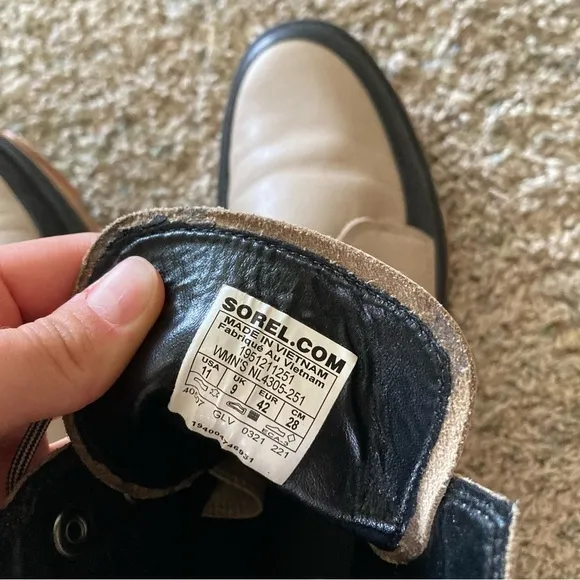 SOREL.COM
MADE IN VIETNAM
Fabriqué Au Vietnam
1951211251
WMN'S NL4305-251
USA UK EUR CM
11 9 42 28
GLV 0321 221